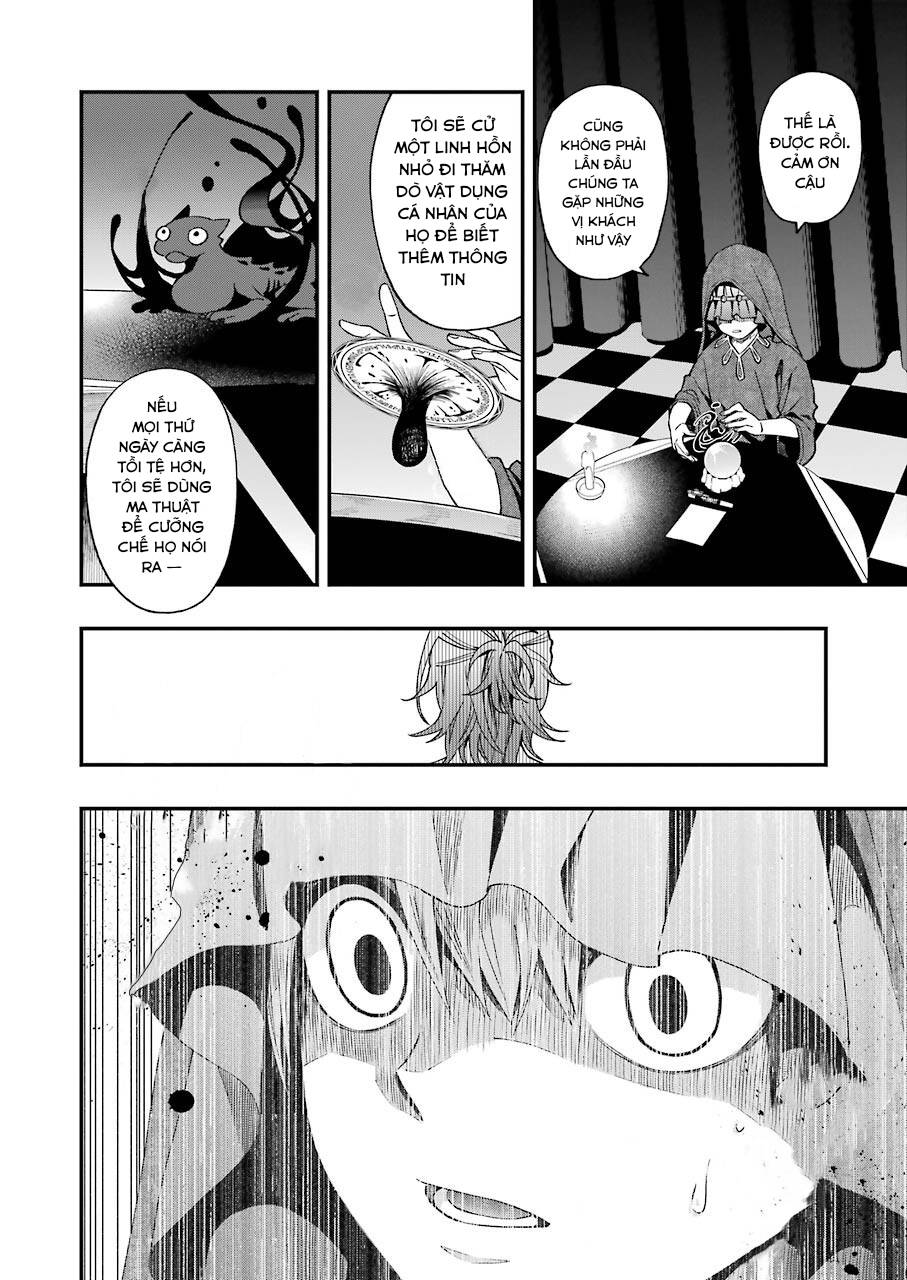 THẾ LÀ
ĐƯỢC RỒI.
CẢM ƠN
CẬU
CŨNG
KHÔNG PHẢI
LẦN ĐẦU
CHÚNG TA
GẶP NHỮNG
VỊ KHÁCH
NHƯ VẬY
TÔI SẼ CỬ
MỘT LINH HỒN
NHỎ ĐI THĂM
DÒ VẬT DỤNG
CÁ NHÂN CỦA
HỌ ĐỂ BIẾT
THÊM THÔNG
TIN
NẾU
MỌI THỨ
NGÀY CÀNG
TỒI TỆ HƠN,
TÔI SẼ DÙNG
MA THUẬT
ĐỂ CƯỠNG
CHẾ HỌ NÓI
RA —